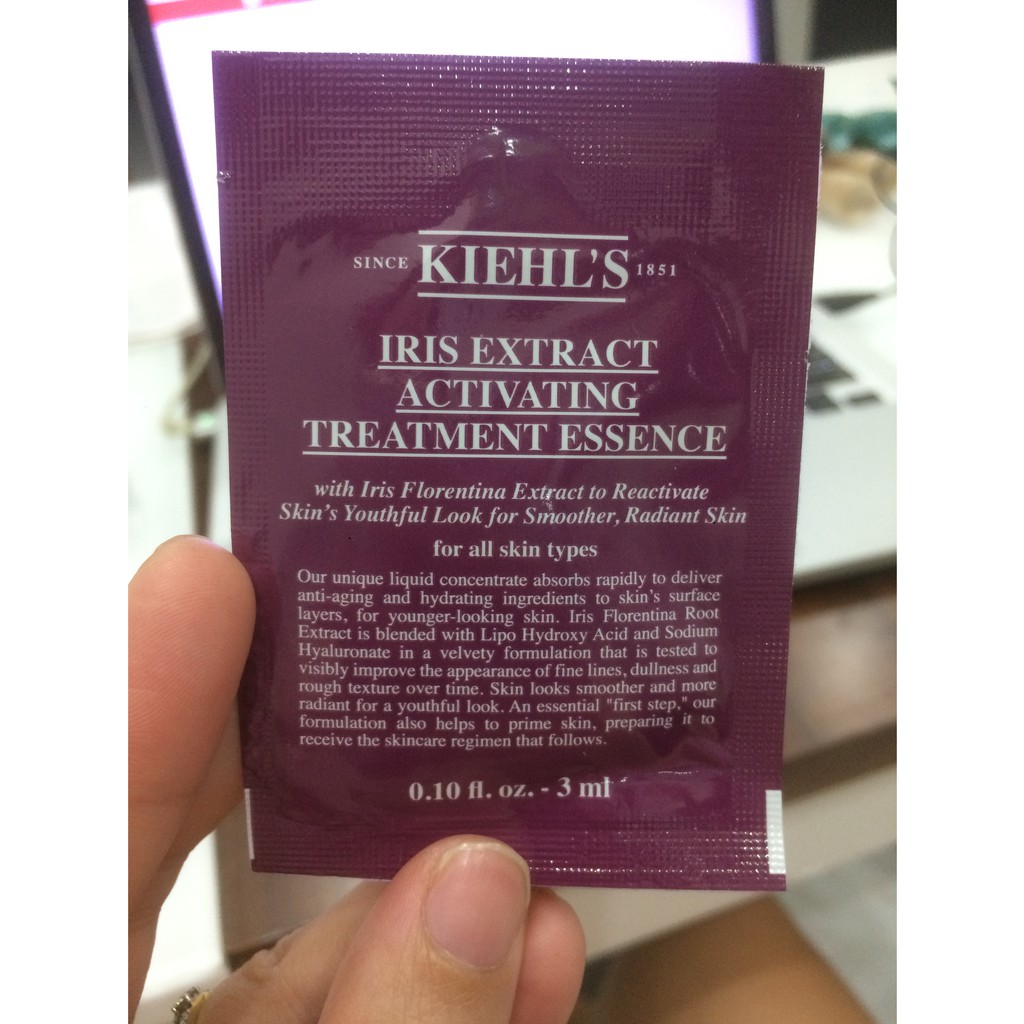 SINCE KIEHL'S 1851
IRIS EXTRACT
ACTIVATING
TREATMENT ESSENCE
with Iris Florentina Extract to Reactivate
Skin's Youthful Look for Smoother, Radiant Skin
for all skin types
Our unique liquid concentrate absorbs rapidly to deliver
anti-aging and hydrating ingredients to skin's surface
layers, for younger-looking skin. Iris Florentina Root
Extract is blended with Lipo Hydroxy Acid and Sodium
Hyaluronate in a velvety formulation that is tested to
visibly improve the appearance of fine lines, dullness and
rough texture over time. Skin looks smoother and more
radiant for a youthful look. An essential "first step," our
formulation also helps to prime skin, preparing it to
receive the skincare regimen that follows.
0.10 fl. oz. - 3 ml